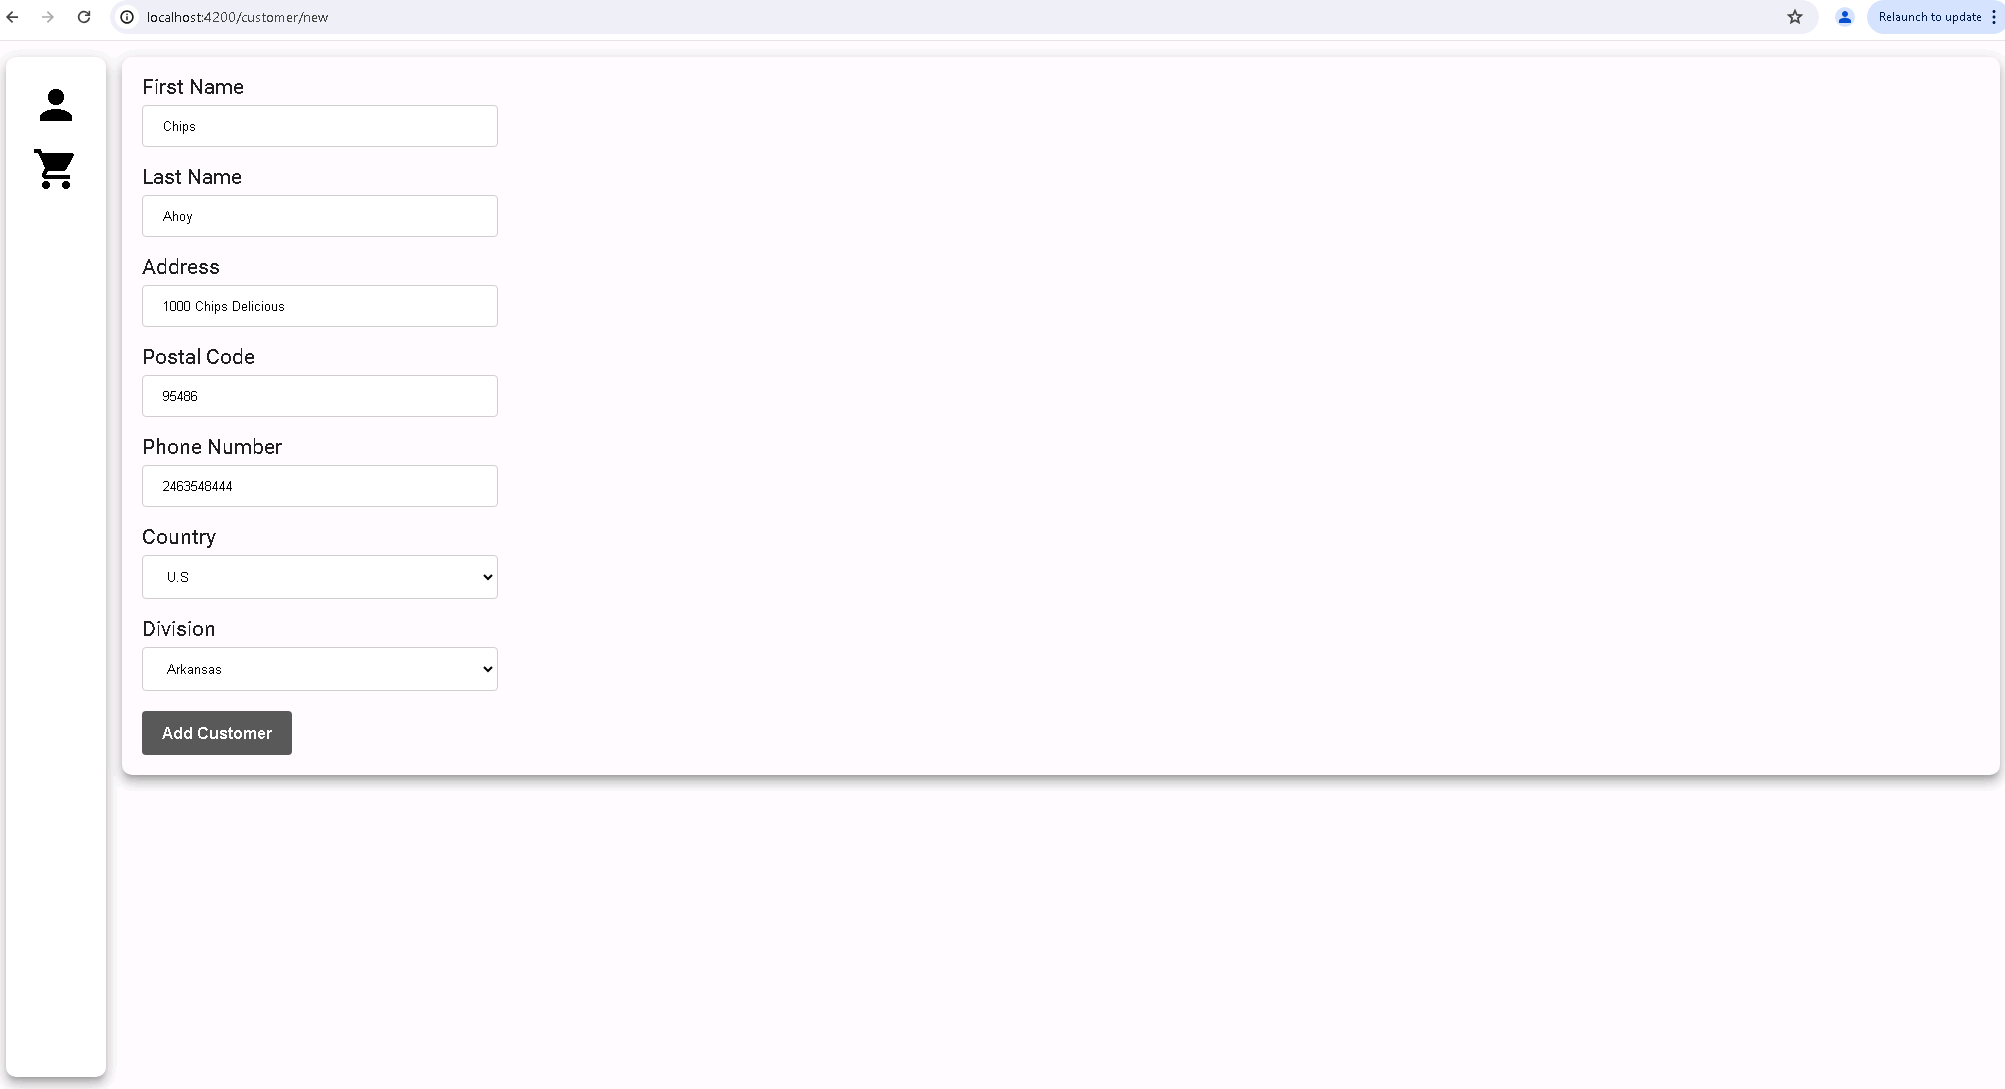 localhost:4200/customer/new
Relaunch to update
First Name
Chips
Last Name
Ahoy
Address
1000 Chips Delicious
Postal Code
95486
Phone Number
2463548444
Country
U.S
Division
Arkansas
Add Customer